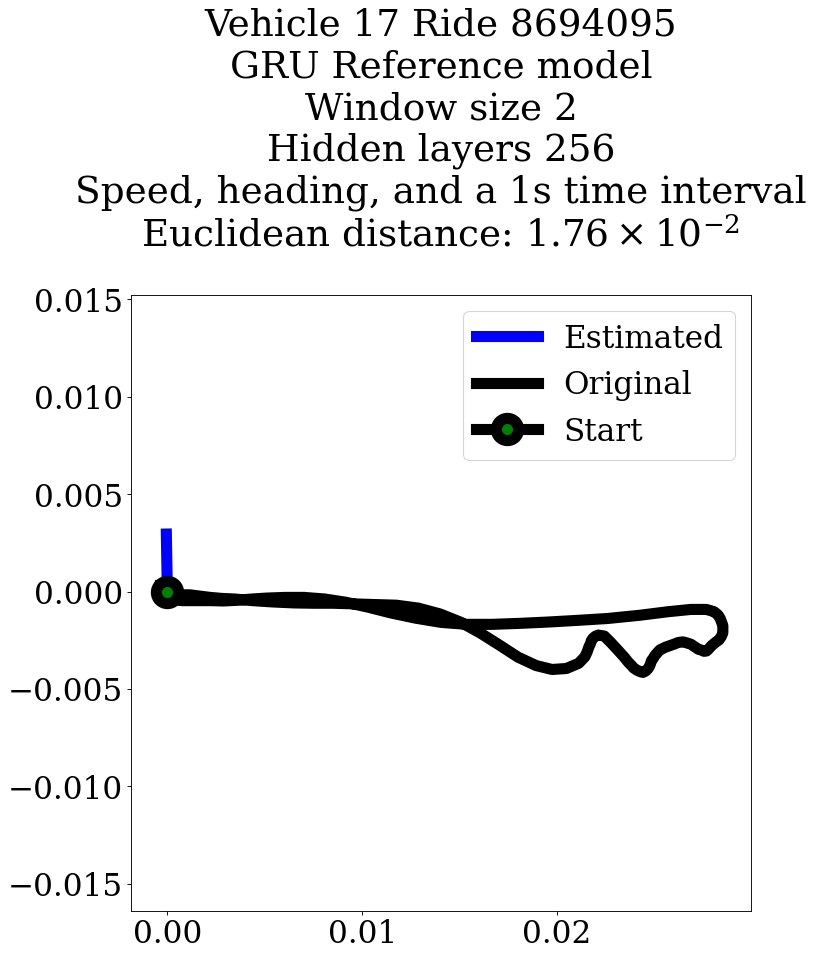 Vehicle 17 Ride 8694095
GRU Reference model
Window size 2
Hidden layers 256
Speed, heading, and a 1s time interval
Euclidean distance: 1.76 × 10⁻²
0.015
0.010
0.005
0.000
−0.005
−0.010
−0.015
Estimated
Original
Start
0.00 0.01 0.02